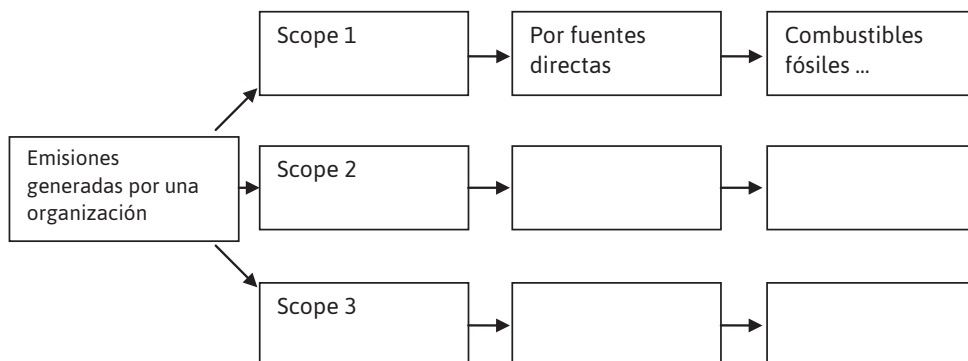 Scope 1
Por fuentes
directas
Combustibles
fósiles ...
Emisiones
generadas por una
organización
Scope 2
Scope 3